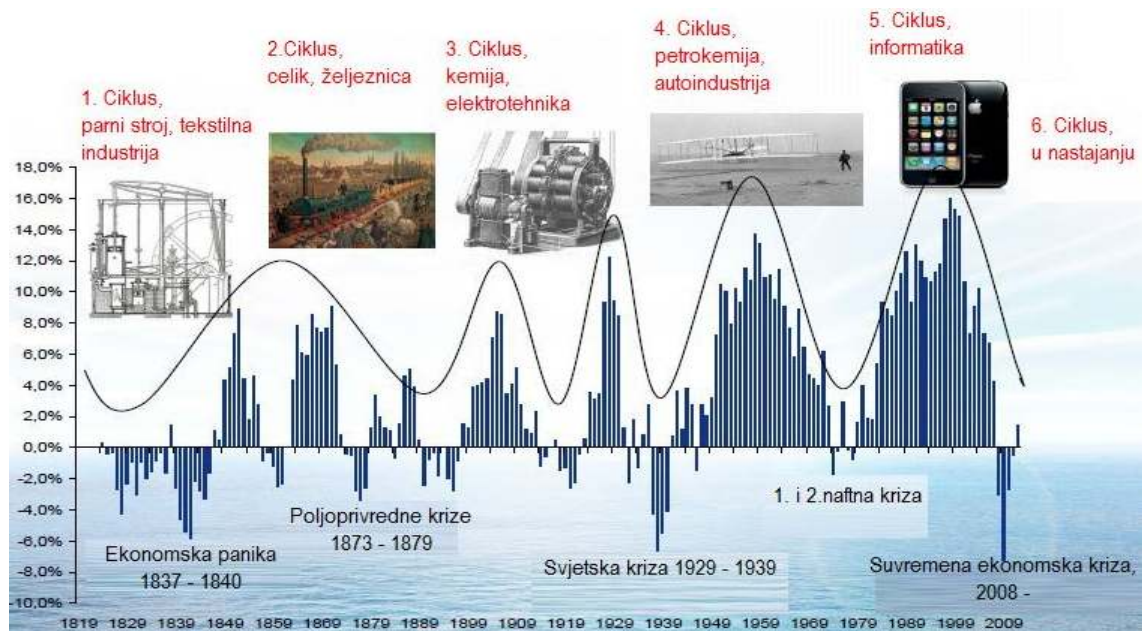 1. Ciklus,
parni stroj, tekstilna
industrija
2.Ciklus,
celik, željeznica
3. Ciklus,
kemija,
elektrotehnika
4. Ciklus,
petrokemija,
autoindustrija
5. Ciklus,
informatika
6. Ciklus,
u nastajanju
18,0%
16,0%
14,0%
12,0%
10,0%
8,0%
6,0%
4,0%
2,0%
0,0%
-2,0%
-4,0%
-6,0%
-8,0%
-10,0%
Ekonomska panika
1837 - 1840
Poljoprivredne krize
1873 - 1879
Svjetska kriza 1929 - 1939
1. i 2.naftna kriza
Suvremena ekonomska kriza,
2008 -
1819 1829 1839 1849 1859 1869 1879 1889 1899 1909 1919 1929 1939 1949 1959 1969 1979 1989 1999 2009